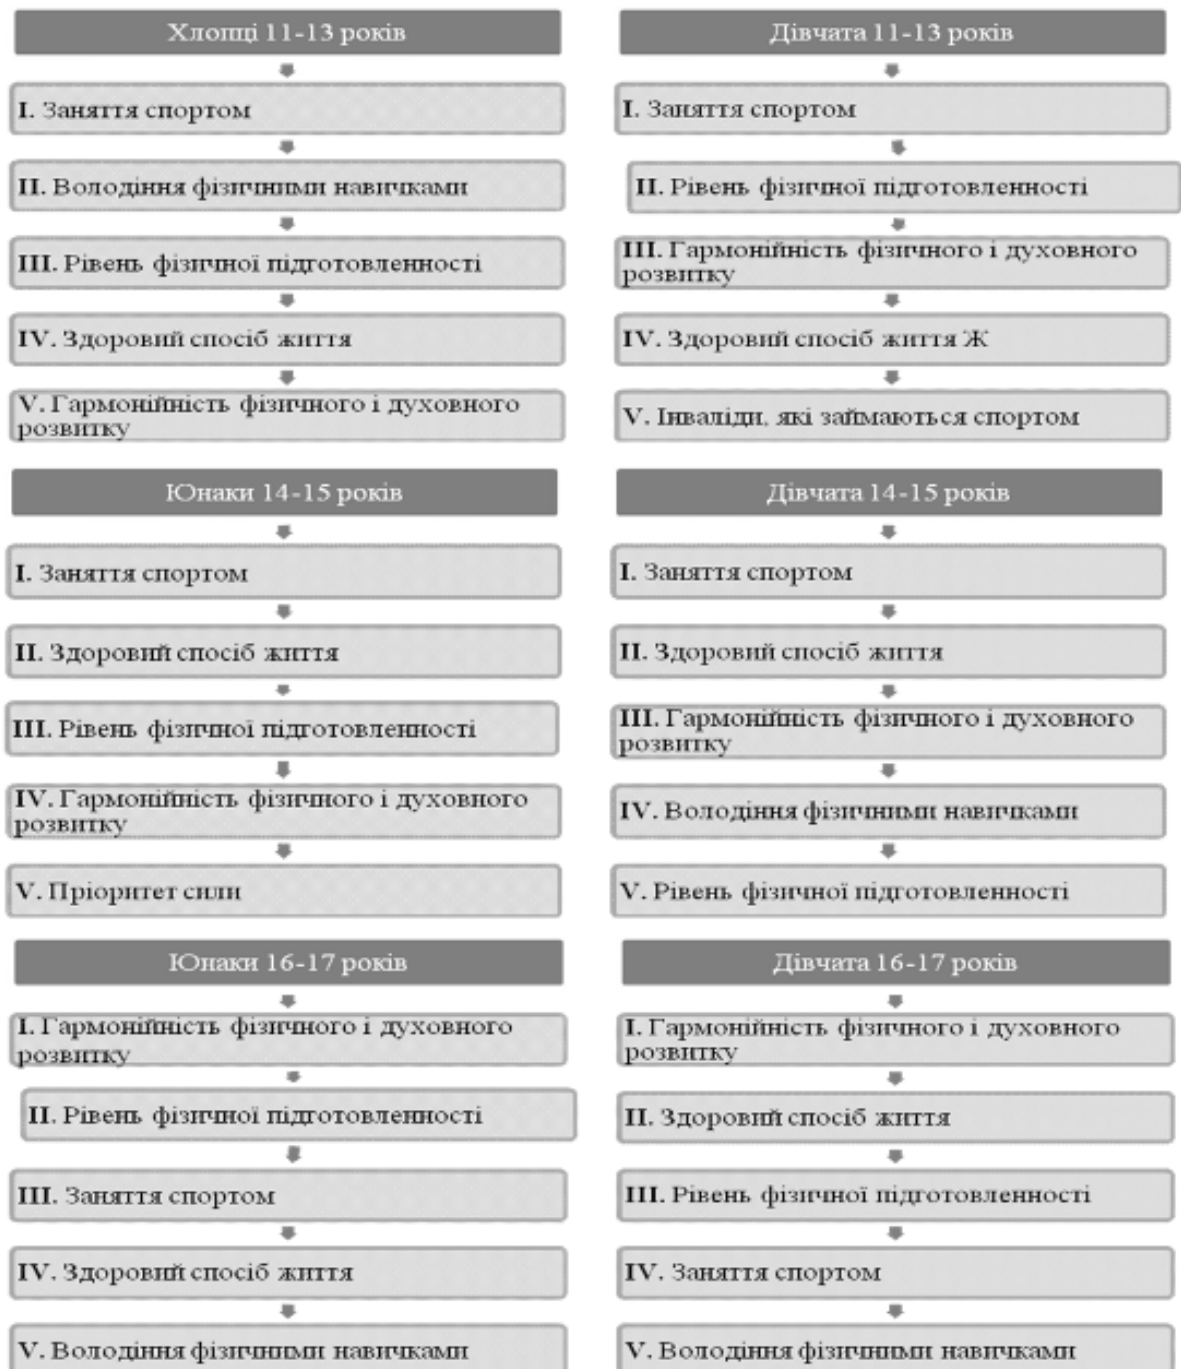 Хлопці 11-13 років
I. Заняття спортом
II. Володіння фізичними навичками
III. Рівень фізичної підготовленності
IV. Здоровий спосіб життя
V. Гармонійність фізичного і духовного
розвитку
Дівчата 11-13 років
I. Заняття спортом
II. Рівень фізичної підготовленності
III. Гармонійність фізичного і духовного
розвитку
IV. Здоровий спосіб життя Ж
V. Інваліди, які займаються спортом
Юнаки 14-15 років
I. Заняття спортом
II. Здоровий спосіб життя
III. Рівень фізичної підготовленності
IV. Гармонійність фізичного і духовного
розвитку
V. Пріоритет сили
Дівчата 14-15 років
I. Заняття спортом
II. Здоровий спосіб життя
III. Гармонійність фізичного і духовного
розвитку
IV. Володіння фізичними навичками
V. Рівень фізичної підготовленності
Юнаки 16-17 років
I. Гармонійність фізичного і духовного
розвитку
II. Рівень фізичної підготовленності
III. Заняття спортом
IV. Здоровий спосіб життя
V. Володіння фізичними навичками
Дівчата 16-17 років
I. Гармонійність фізичного і духовного
розвитку
II. Здоровий спосіб життя
III. Рівень фізичної підготовленності
IV. Заняття спортом
V. Володіння фізичними навичками